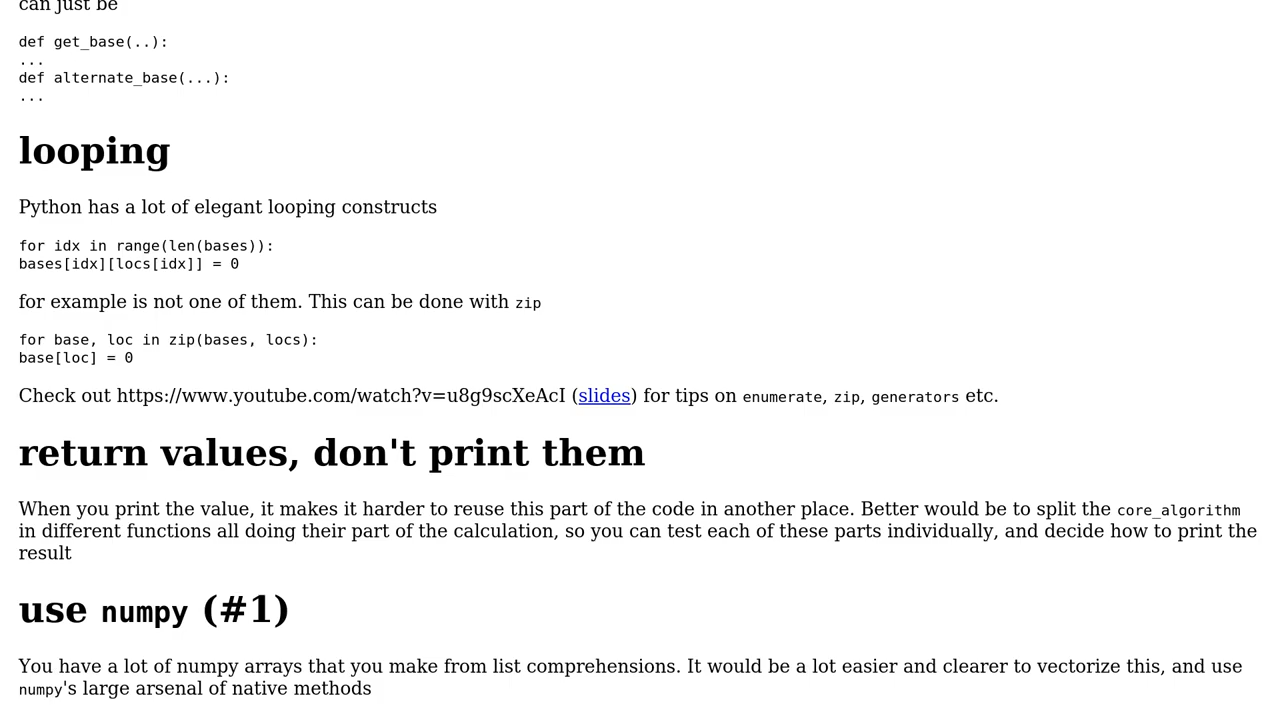 can just be
def get_base(..):
...
def alternate_base(...):
...
looping
Python has a lot of elegant looping constructs
for idx in range(len(bases)):
bases[idx][locs[idx]] = 0
for example is not one of them. This can be done with zip
for base, loc in zip(bases, locs):
base[loc] = 0
Check out https://www.youtube.com/watch?v=u8g9scXeAcI (slides) for tips on enumerate, zip, generators etc.
return values, don't print them
When you print the value, it makes it harder to reuse this part of the code in another place. Better would be to split the core_algorithm
in different functions all doing their part of the calculation, so you can test each of these parts individually, and decide how to print the
result
use numpy (#1)
You have a lot of numpy arrays that you make from list comprehensions. It would be a lot easier and clearer to vectorize this, and use
numpy's large arsenal of native methods